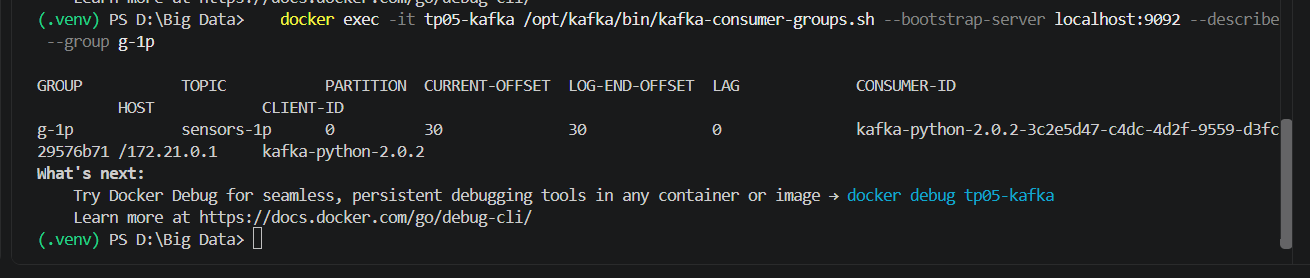 Learn more at https://docs.docker.com/go/debug-cli/
(.venv) PS D:\Big Data>    docker exec -it tp05-kafka /opt/kafka/bin/kafka-consumer-groups.sh --bootstrap-server localhost:9092 --describe
--group g-1p
GROUP           TOPIC          PARTITION  CURRENT-OFFSET  LOG-END-OFFSET  LAG             CONSUMER-ID
HOST            CLIENT-ID
g-1p            sensors-1p     0          30              30              0               kafka-python-2.0.2-3c2e5d47-c4dc-4d2f-9559-d3fc
29576b71 /172.21.0.1     kafka-python-2.0.2
What's next:
Try Docker Debug for seamless, persistent debugging tools in any container or image → docker debug tp05-kafka
Learn more at https://docs.docker.com/go/debug-cli/
(.venv) PS D:\Big Data>